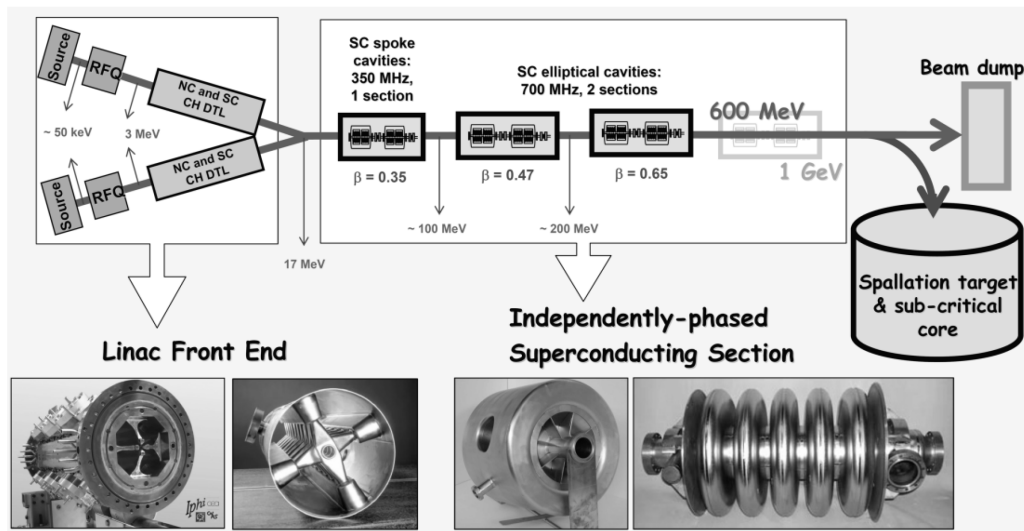 Source
RFQ
NC and SC
CH DTL
~ 50 keV
3 MeV
Source
RFQ
NC and SC
CH DTL
17 MeV
SC spoke
cavities:
350 MHz,
1 section
SC elliptical cavities:
700 MHz, 2 sections
β = 0.35
β = 0.47
β = 0.65
~ 100 MeV
~ 200 MeV
600 MeV
1 GeV
Beam dump
Spallation target
& sub-critical
core
Linac Front End
Independently-phased
Superconducting Section
Iphi